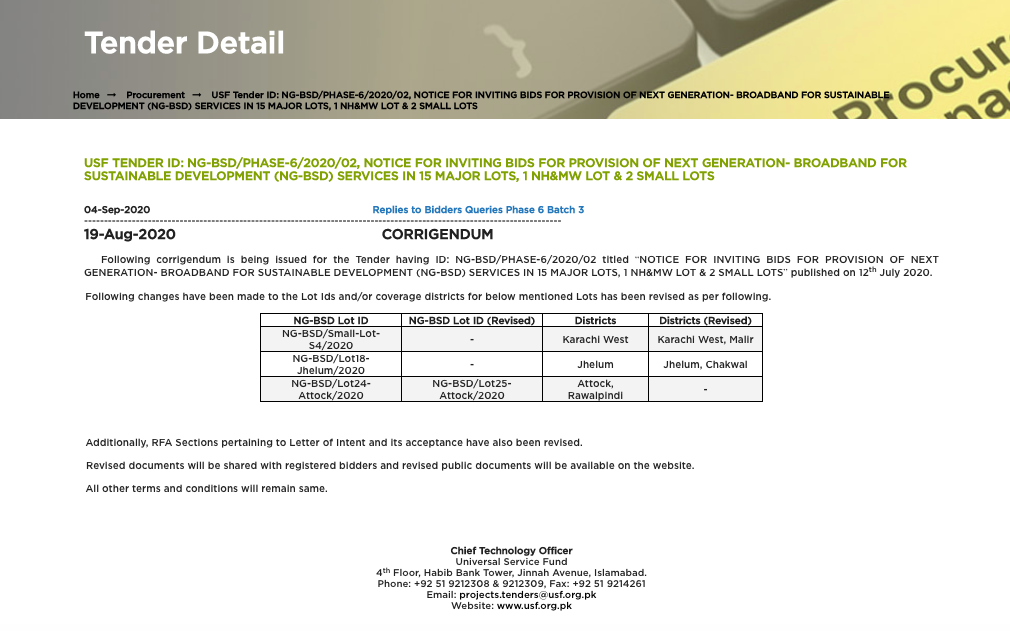 Tender Detail
Home → Procurement → USF Tender ID: NG-BSD/PHASE-6/2020/02, NOTICE FOR INVITING BIDS FOR PROVISION OF NEXT GENERATION- BROADBAND FOR SUSTAINABLE
DEVELOPMENT (NG-BSD) SERVICES IN 15 MAJOR LOTS, 1 NH&MW LOT & 2 SMALL LOTS
USF TENDER ID: NG-BSD/PHASE-6/2020/02, NOTICE FOR INVITING BIDS FOR PROVISION OF NEXT GENERATION- BROADBAND FOR
SUSTAINABLE DEVELOPMENT (NG-BSD) SERVICES IN 15 MAJOR LOTS, 1 NH&MW LOT & 2 SMALL LOTS
04-Sep-2020 Replies to Bidders Queries Phase 6 Batch 3
19-Aug-2020 CORRIGENDUM
Following corrigendum is being issued for the Tender having ID: NG-BSD/PHASE-6/2020/02 titled "NOTICE FOR INVITING BIDS FOR PROVISION OF NEXT
GENERATION- BROADBAND FOR SUSTAINABLE DEVELOPMENT (NG-BSD) SERVICES IN 15 MAJOR LOTS, 1 NH&MW LOT & 2 SMALL LOTS" published on 12th July 2020.
Following changes have been made to the Lot Ids and/or coverage districts for below mentioned Lots has been revised as per following.
NG-BSD Lot ID NG-BSD Lot ID (Revised) Districts Districts (Revised)
NG-BSD/Small-Lot-
S4/2020 - Karachi West Karachi West, Malir
NG-BSD/Lot18-
Jhelum/2020 - Jhelum Jhelum, Chakwal
NG-BSD/Lot24- NG-BSD/Lot25- Attock,
Attock/2020 Attock/2020 Rawalpindi -
Additionally, RFA Sections pertaining to Letter of Intent and its acceptance have also been revised.
Revised documents will be shared with registered bidders and revised public documents will be available on the website.
All other terms and conditions will remain same.
Chief Technology Officer
Universal Service Fund
4th Floor, Habib Bank Tower, Jinnah Avenue, Islamabad.
Phone: +92 51 9212308 & 9212309, Fax: +92 51 9214261
Email: projects.tenders@usf.org.pk
Website: www.usf.org.pk